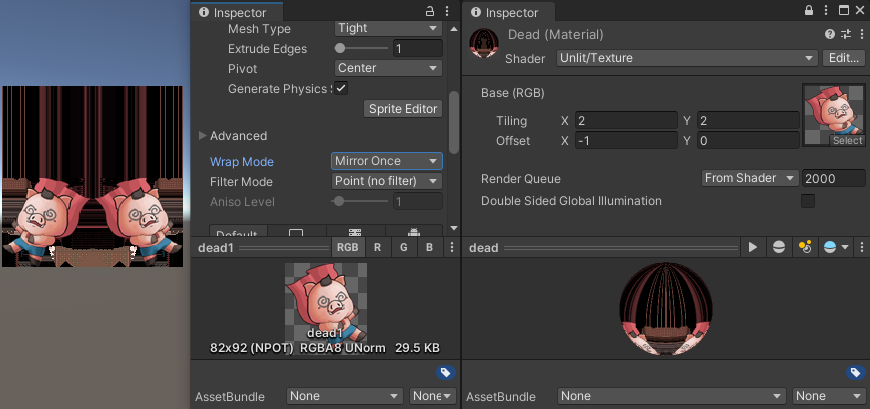 Inspector
Mesh Type Tight
Extrude Edges 1
Pivot Center
Generate Physics S
Sprite Editor
Advanced
Wrap Mode Mirror Once
Filter Mode Point (no filter)
Aniso Level 1
Default
dead1 RGB R G B
dead1
82x92 (NPOT) RGBA8 UNorm 29.5 KB
AssetBundle None None
Inspector
Dead (Material)
Shader Unlit/Texture Edit...
Base (RGB)
Tiling X 2 Y 2
Offset X -1 Y 0
Select
Render Queue From Shader 2000
Double Sided Global Illumination
dead
AssetBundle None None